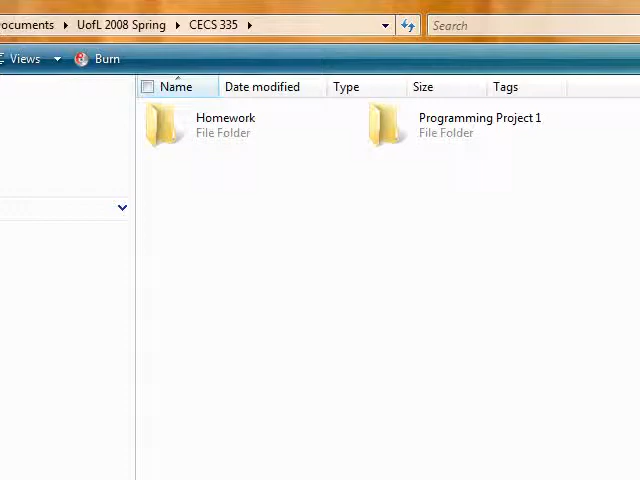 ocuments ▸ UofL 2008 Spring ▸ CECS 335 ▸ Search
Views Burn
Name Date modified Type Size Tags
Homework Programming Project 1
File Folder File Folder